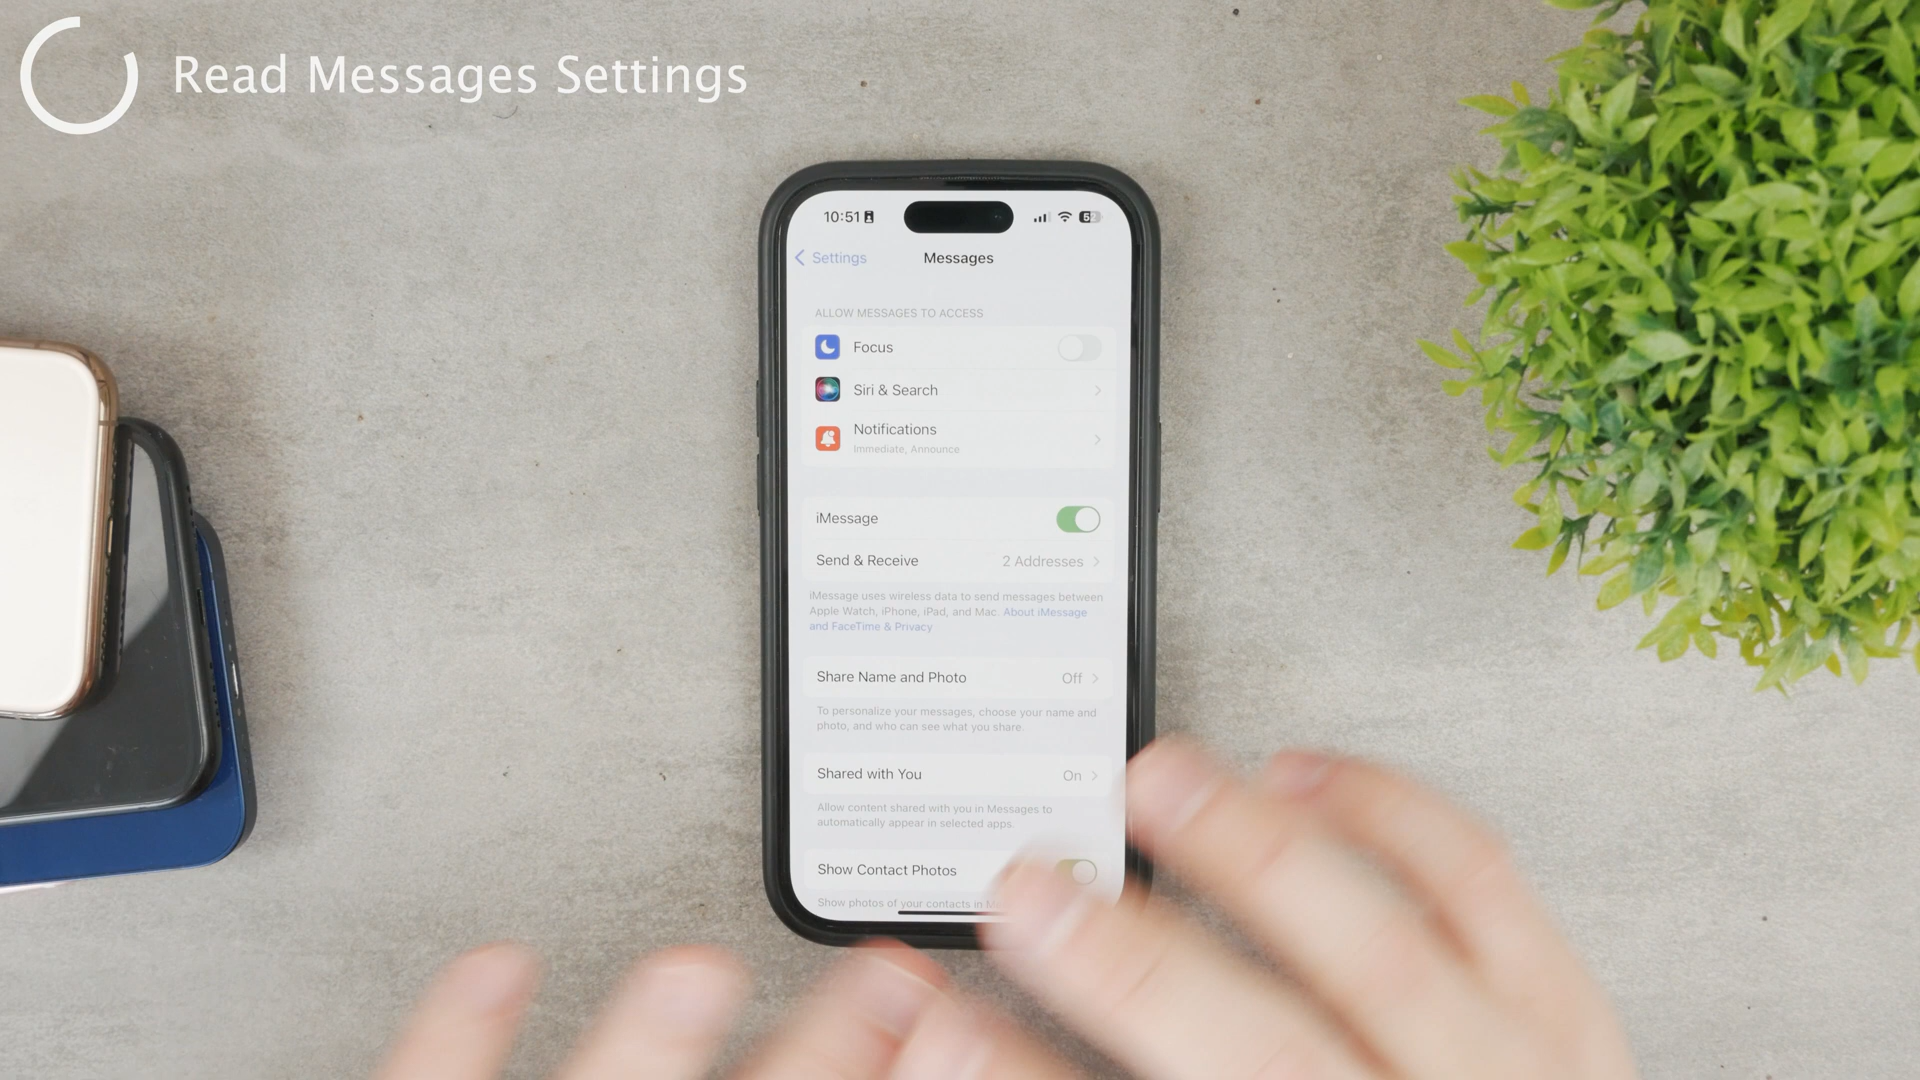 Read Messages Settings
10:51
52
Settings
Messages
ALLOW MESSAGES TO ACCESS
Focus
Siri & Search
Notifications
Immediate, Announce
iMessage
Send & Receive 2 Addresses
iMessage uses wireless data to send messages between
Apple Watch, iPhone, iPad, and Mac. About iMessage
and FaceTime & Privacy
Share Name and Photo Off
To personalize your messages, choose your name and
photo, and who can see what you share.
Shared with You On
Allow content shared with you in Messages to
automatically appear in selected apps.
Show Contact Photos
Show photos of your contacts in